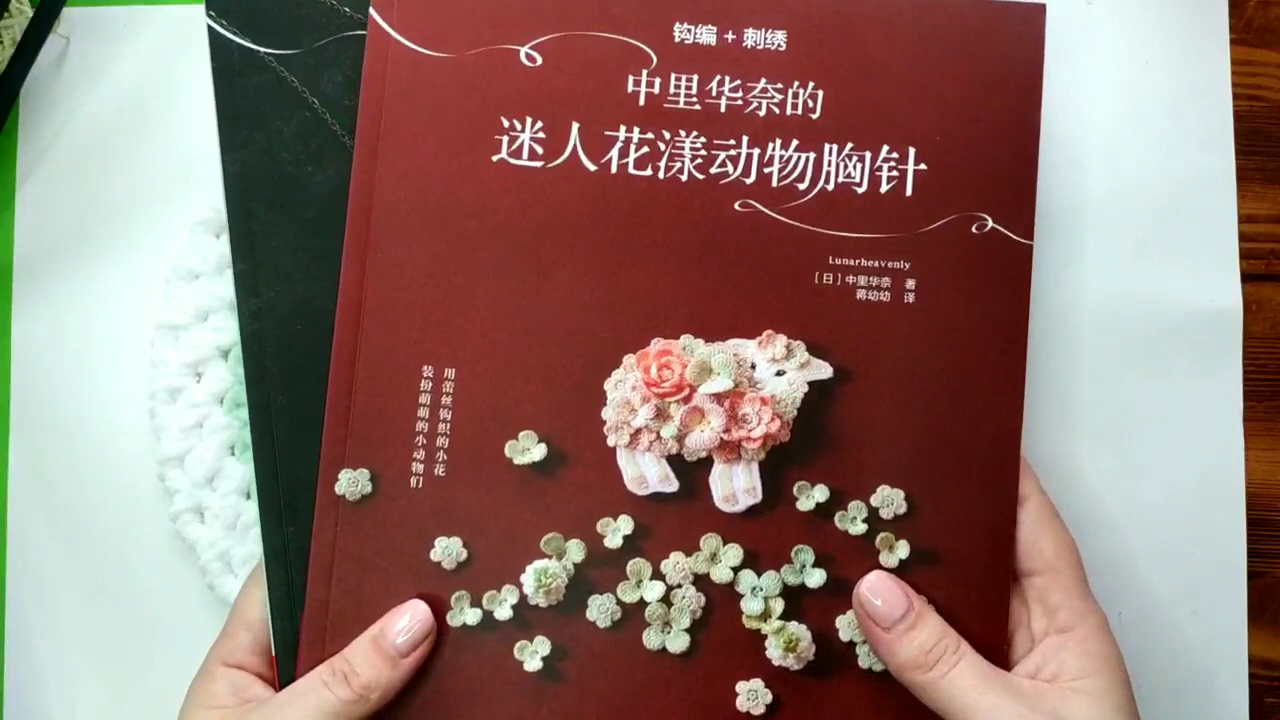 钩编 + 刺绣
中里华奈的
迷人花漾动物胸针
Lunarheavenly
［日］中里华奈 著
蒋幼幼 译
用蕾丝钩织的小花
装扮萌萌的小动物们